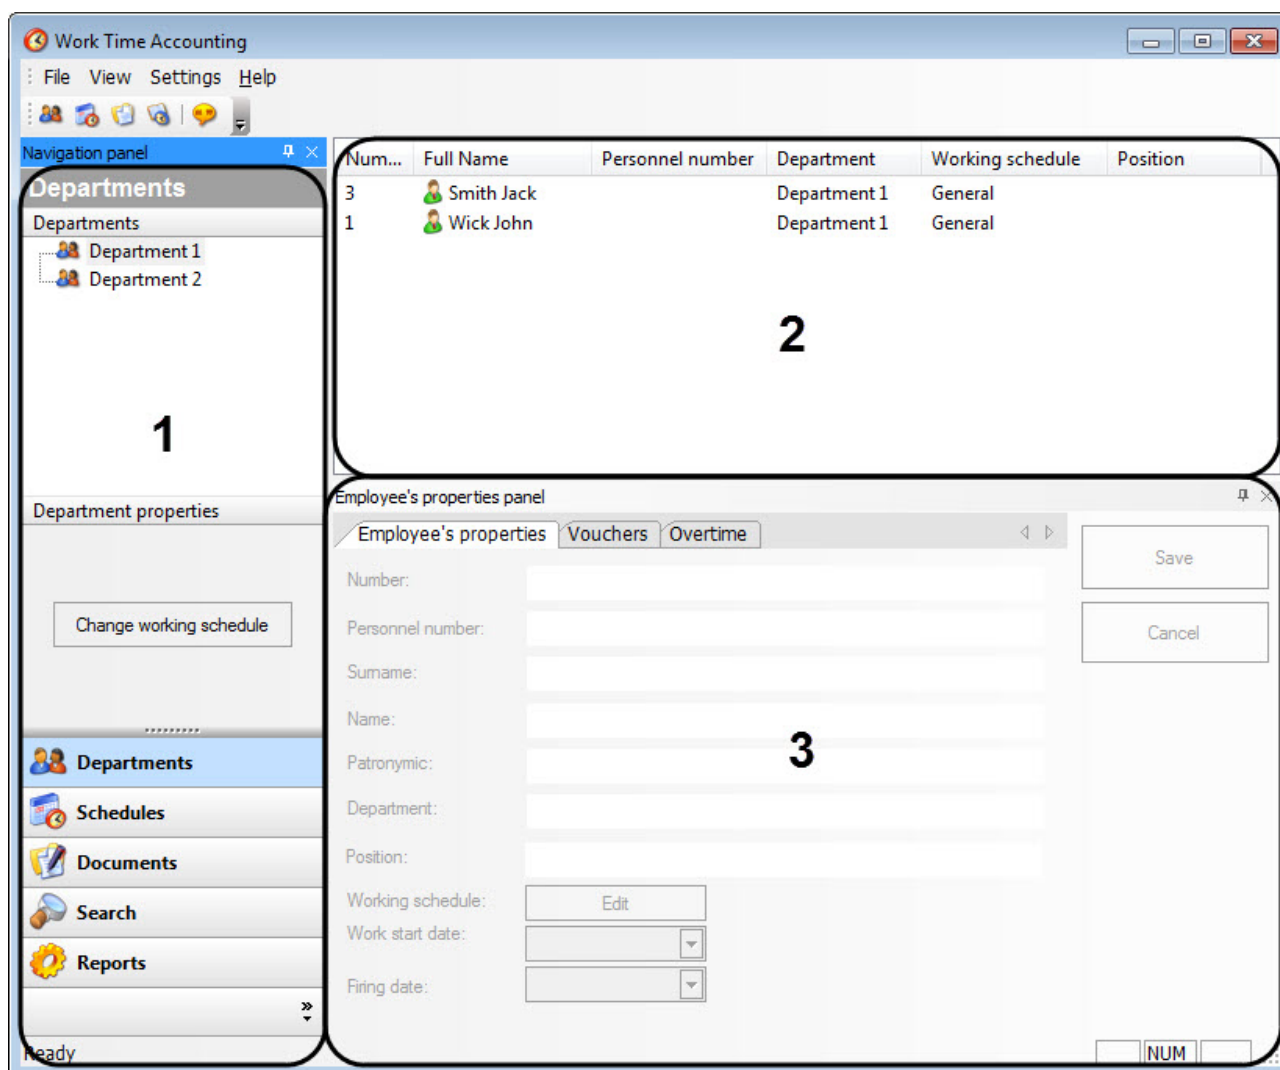 Work Time Accounting
File View Settings Help
Navigation panel
Departments
Departments
Department 1
Department 2
1
Department properties
Change working schedule
Departments
Schedules
Documents
Search
Reports
Ready
Num... Full Name Personnel number Department Working schedule Position
3 Smith Jack Department 1 General
1 Wick John Department 1 General
2
Employee's properties panel
Employee's properties Vouchers Overtime
Number:
Personnel number:
Surname:
Name:
Patronymic:
Department:
Position:
Working schedule: Edit
Work start date:
Firing date:
3
Save
Cancel
NUM